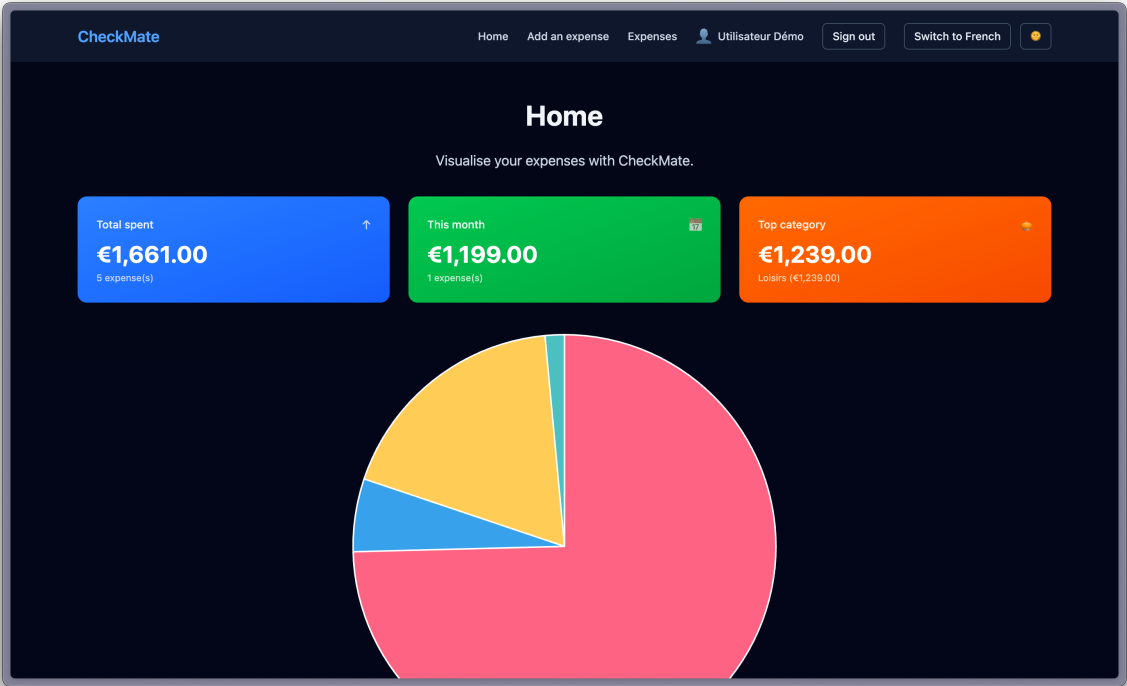 CheckMate
Home Add an expense Expenses Utilisateur Démo Sign out Switch to French
Home
Visualise your expenses with CheckMate.
Total spent
€1,661.00
5 expense(s)
This month
17
€1,199.00
1 expense(s)
Top category
€1,239.00
Loisirs (€1,239.00)